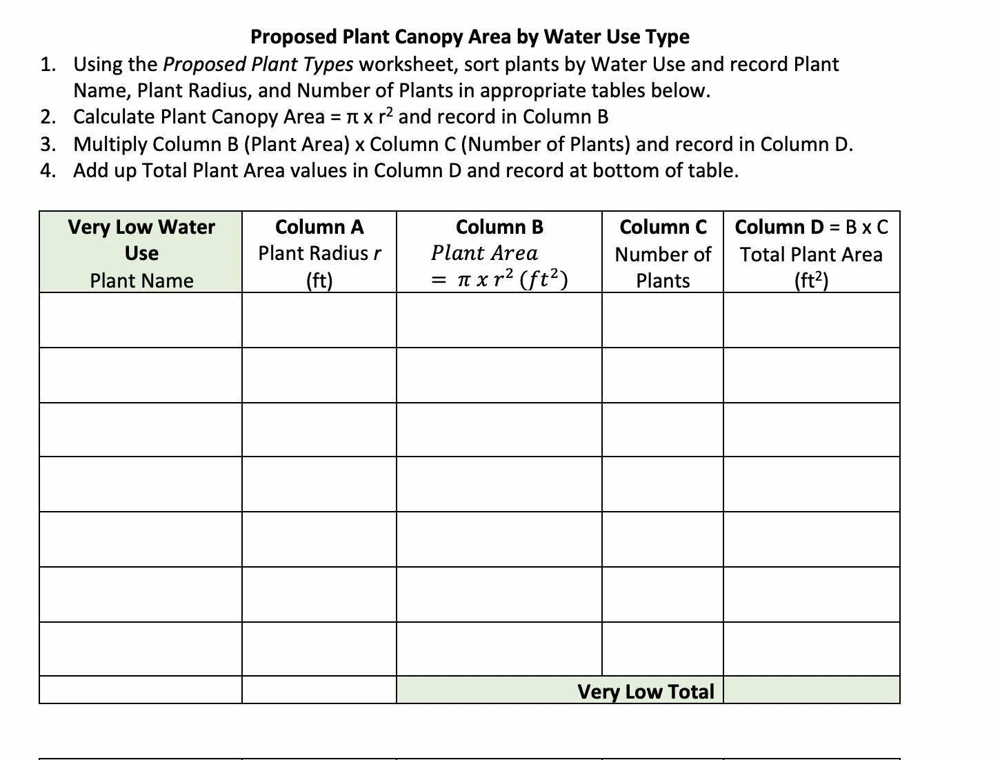 Proposed Plant Canopy Area by Water Use Type
1. Using the Proposed Plant Types worksheet, sort plants by Water Use and record Plant
Name, Plant Radius, and Number of Plants in appropriate tables below.
2. Calculate Plant Canopy Area = π x r² and record in Column B
3. Multiply Column B (Plant Area) x Column C (Number of Plants) and record in Column D.
4. Add up Total Plant Area values in Column D and record at bottom of table.
Very Low Water
Use
Plant Name
Column A
Plant Radius r
(ft)
Column B
Plant Area
= π x r² (ft²)
Column C
Number of
Plants
Column D = B x C
Total Plant Area
(ft²)
Very Low Total